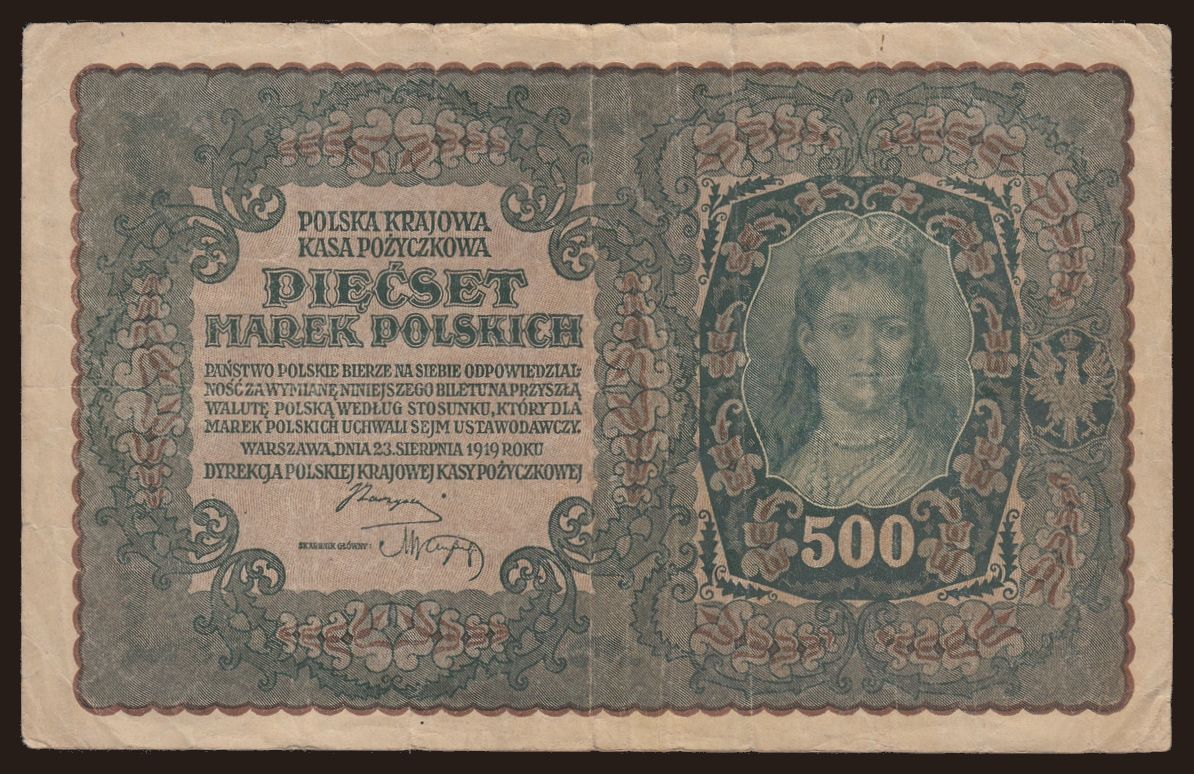 POLSKA KRAJOWA
KASA POŻYCZKOWA
PIĘĆSET
MAREK POLSKICH
PAŃSTWO POLSKIE BIERZE NA SIEBIE ODPOWIEDZIAL-
NOŚĆ ZA WYMIANĘ NINIEJSZEGO BILETU NA PRZYSZŁĄ
WALUTĘ POLSKĄ WEDŁUG STOSUNKU, KTÓRY DLA
MAREK POLSKICH UCHWALI SEJM USTAWODAWCZY.
WARSZAWA, DNIA 23. SIERPNIA 1919 ROKU
DYREKCJA POLSKIEJ KRAJOWEJ KASY POŻYCZKOWEJ
SKARBNIK GŁÓWNY:
500